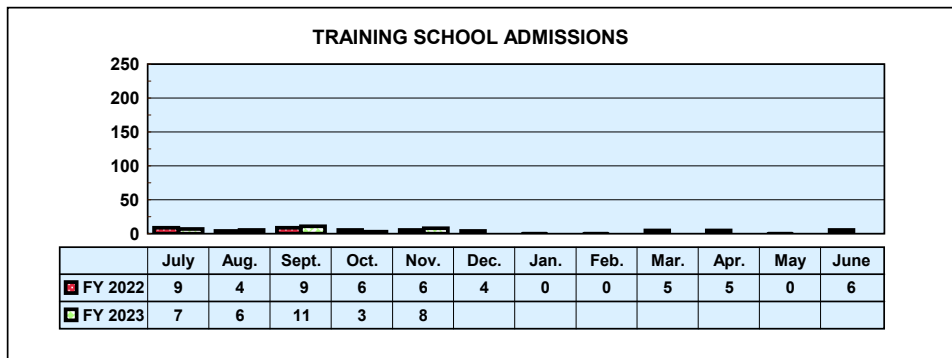 TRAINING SCHOOL ADMISSIONS
250
200
150
100
50
0
July Aug. Sept. Oct. Nov. Dec. Jan. Feb. Mar. Apr. May June
FY 2022 9 4 9 6 6 4 0 0 5 5 0 6
FY 2023 7 6 11 3 8